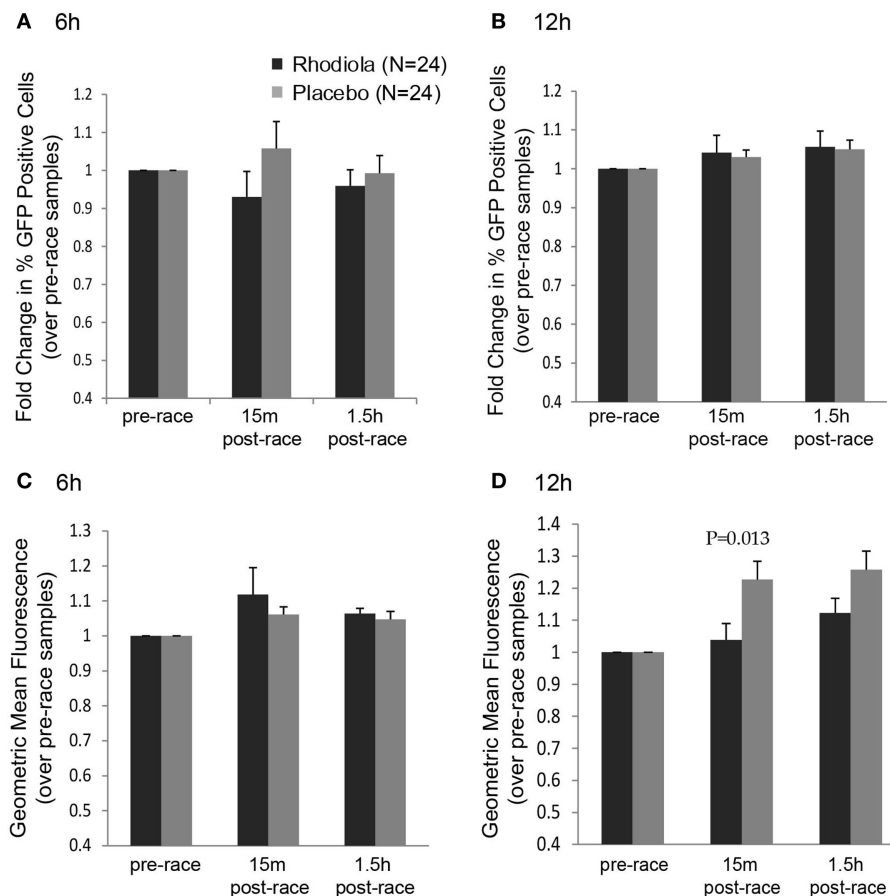 A 6h
Rhodiola (N=24)
Placebo (N=24)
Fold Change in % GFP Positive Cells
(over pre-race samples)
1.2
1.1
1
0.9
0.8
0.7
0.6
0.5
0.4
pre-race
15m
post-race
1.5h
post-race
B 12h
Fold Change in % GFP Positive Cells
(over pre-race samples)
1.2
1.1
1
0.9
0.8
0.7
0.6
0.5
0.4
pre-race
15m
post-race
1.5h
post-race
C 6h
Geometric Mean Fluorescence
(over pre-race samples)
1.3
1.2
1.1
1
0.9
0.8
0.7
0.6
0.5
0.4
pre-race
15m
post-race
1.5h
post-race
D 12h
P=0.013
Geometric Mean Fluorescence
(over pre-race samples)
1.4
1.3
1.2
1.1
1
0.9
0.8
0.7
0.6
0.5
0.4
pre-race
15m
post-race
1.5h
post-race